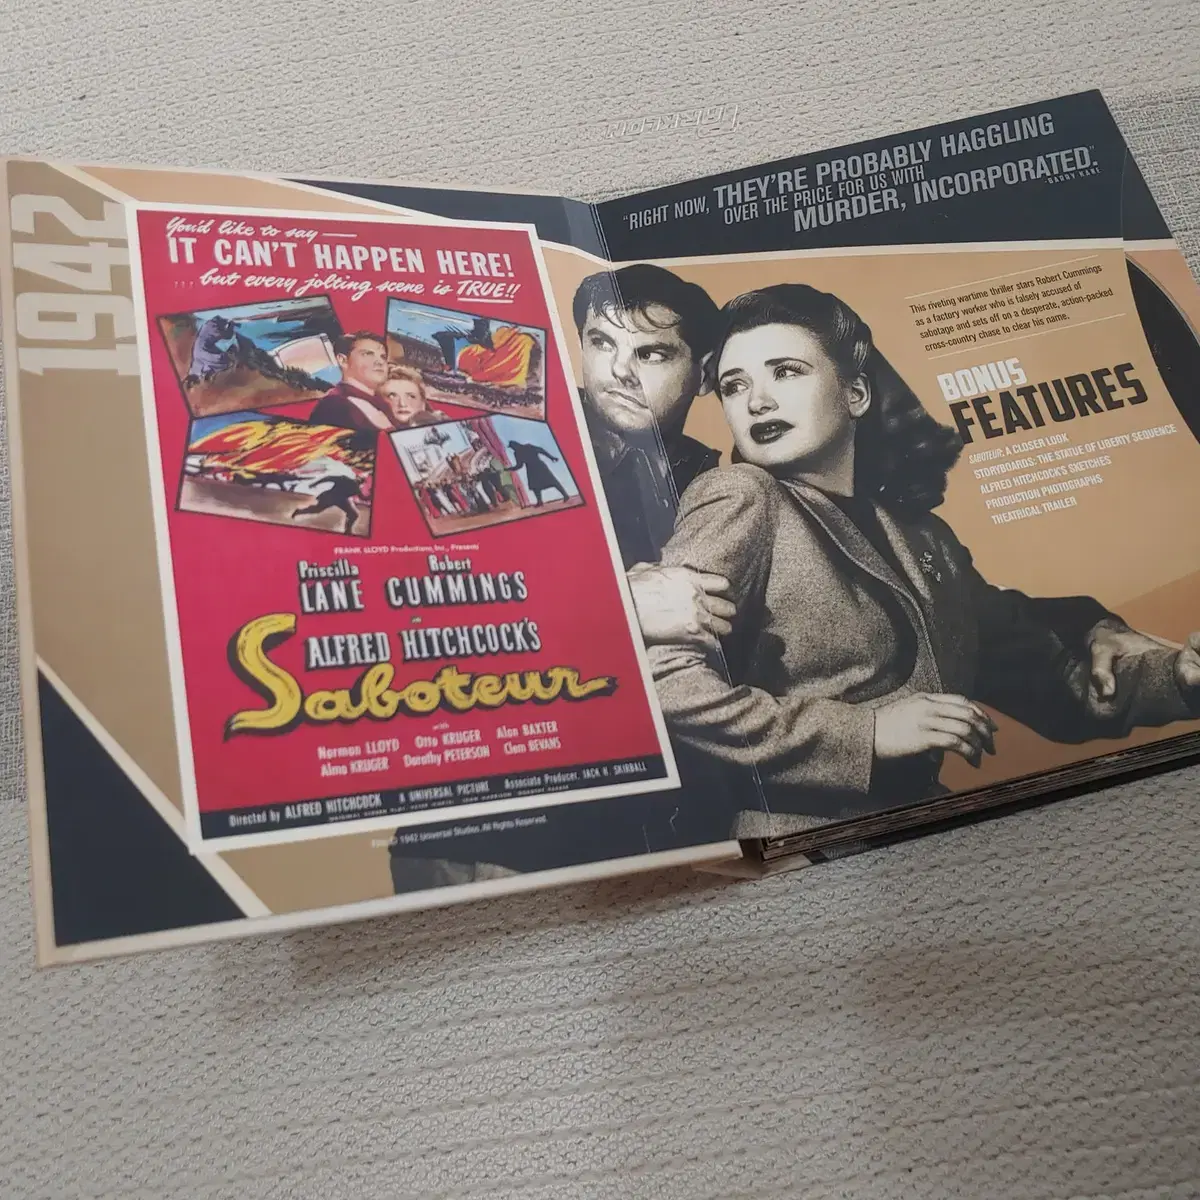 1942
You'd like to say —
IT CAN'T HAPPEN HERE!
... but every jolting scene is TRUE!!
FRANK LLOYD Productions, Inc., Presents
Priscilla LANE
Robert CUMMINGS
in
ALFRED HITCHCOCK'S
Saboteur
with
Norman LLOYD Otto KRUGER Alan BAXTER
Alma KRUGER Dorothy PETERSON Clem BEVANS
Directed by ALFRED HITCHCOCK A UNIVERSAL PICTURE Associate Producer, JACK H. SKIRBALL
© 1942 Universal Studios. All Rights Reserved.
"RIGHT NOW, THEY'RE PROBABLY HAGGLING
OVER THE PRICE FOR US WITH
MURDER, INCORPORATED."
-BARRY KANE
This riveting wartime thriller stars Robert Cummings
as a factory worker who is falsely accused of
sabotage and sets off on a desperate, action-packed
cross-country chase to clear his name.
BONUS
FEATURES
SABOTEUR: A CLOSER LOOK
STORYBOARDS: THE STATUE OF LIBERTY SEQUENCE
ALFRED HITCHCOCK'S SKETCHES
PRODUCTION PHOTOGRAPHS
THEATRICAL TRAILER